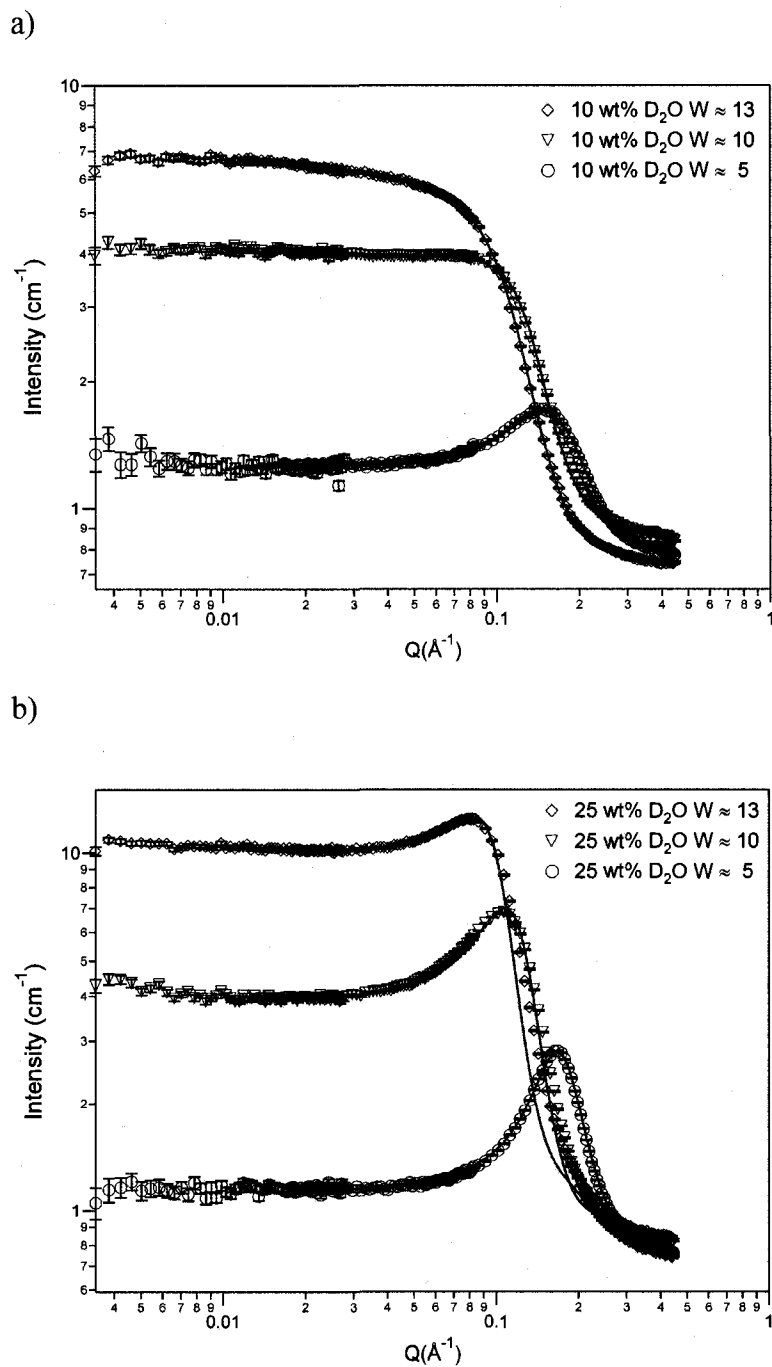 a)
10
9
8
7
6
5
4
3
2
1
9
8
7
Intensity (cm⁻¹)
10 wt% D₂O W ≈ 13
10 wt% D₂O W ≈ 10
10 wt% D₂O W ≈ 5
4 5 6 7 8 9 0.01 2 3 4 5 6 7 8 9 0.1 2 3 4 5 6 7 8 9 1
Q(Å⁻¹)
b)
10
9
8
7
6
5
4
3
2
1
9
8
7
6
Intensity (cm⁻¹)
25 wt% D₂O W ≈ 13
25 wt% D₂O W ≈ 10
25 wt% D₂O W ≈ 5
4 5 6 7 8 9 0.01 2 3 4 5 6 7 8 9 0.1 2 3 4 5 6 7 8 9 1
Q(Å⁻¹)